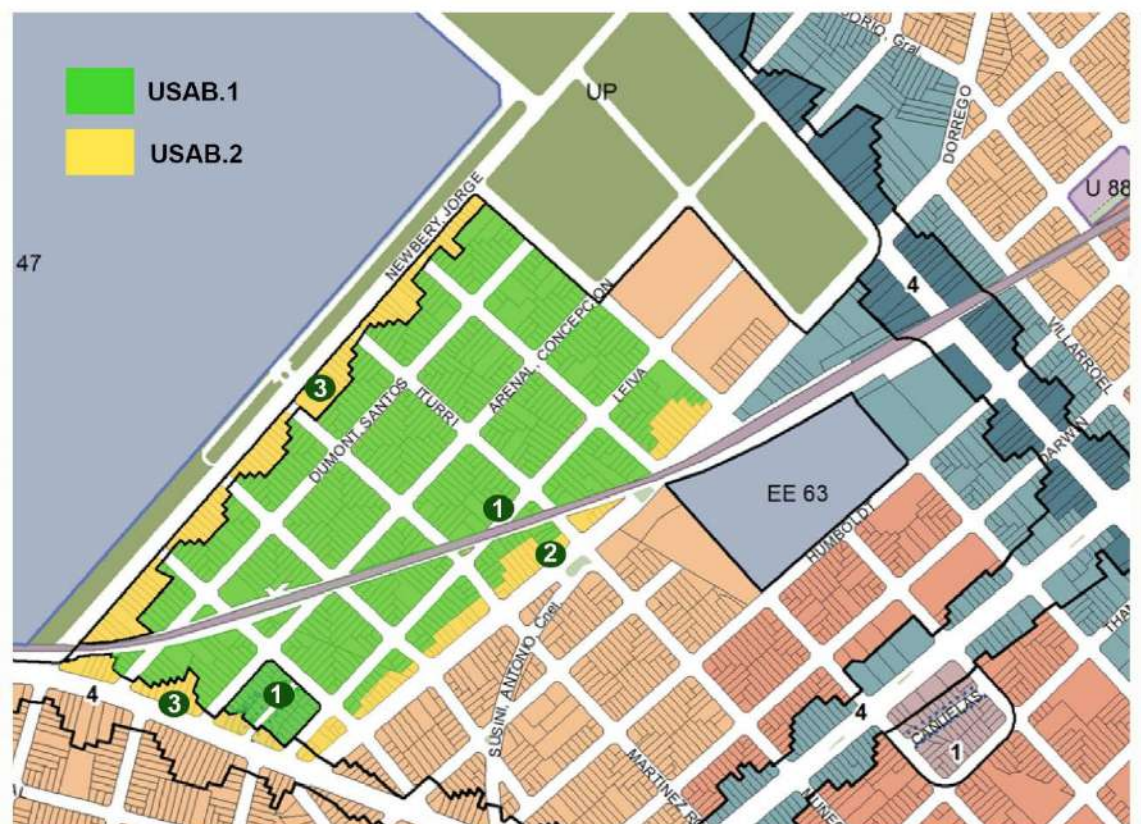 USAB.1
USAB.2
47
UP
NEWBERY, JORGE
DUMONT, SANTOS
ITURRI
ARENAL, CONCEPCION
LEIVA
DORREGO
U 88
4
VILLARROEL
DARWIN
EE 63
HUMBOLDT
3
1
2
SUSINI, ANTONIO, Cnel.
4
3
1
MARTINEZ
4
CAÑUELAS
1